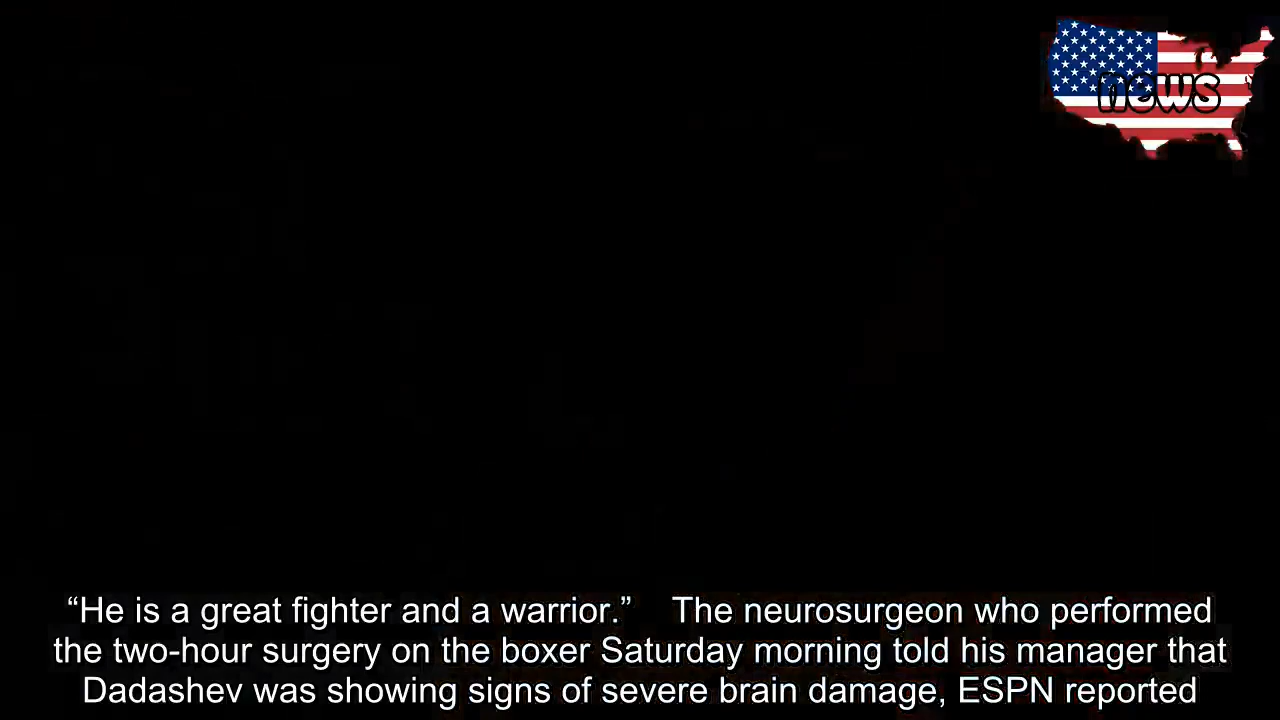 news
“He is a great fighter and a warrior.”    The neurosurgeon who performed
the two-hour surgery on the boxer Saturday morning told his manager that
Dadashev was showing signs of severe brain damage, ESPN reported